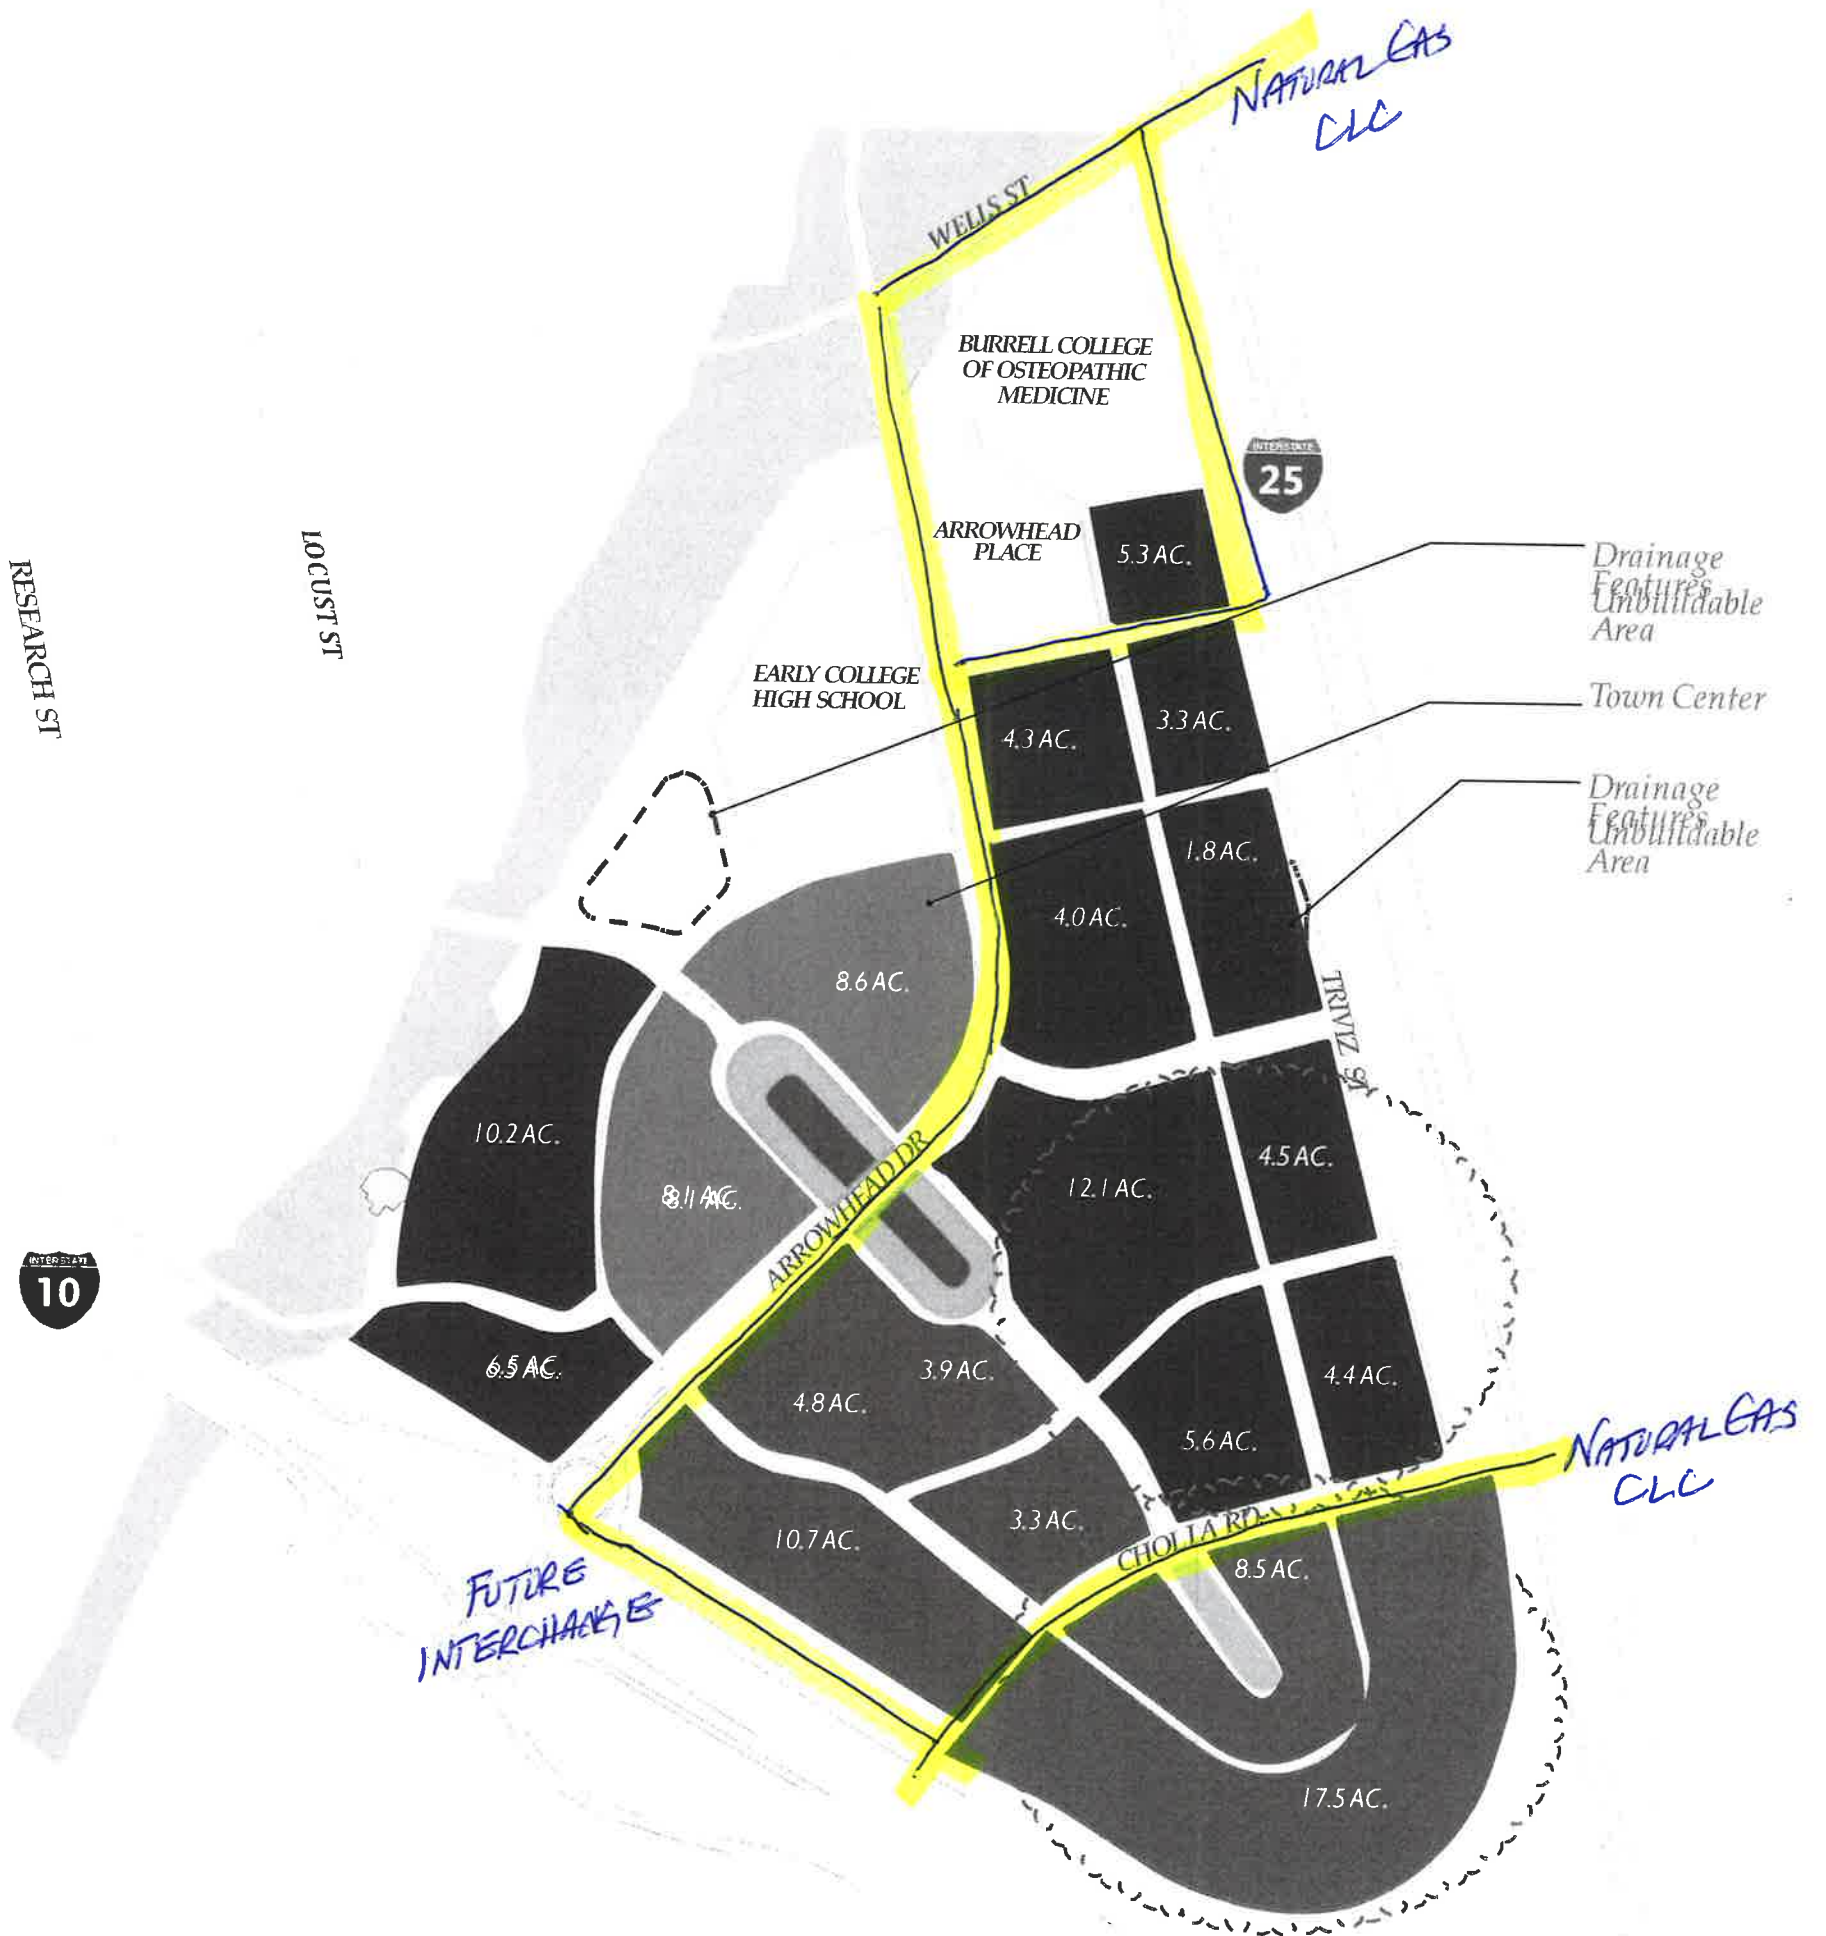 NATURAL GAS
CLC
WELLS ST
BURRELL COLLEGE
OF OSTEOPATHIC
MEDICINE
INTERSTATE
25
ARROWHEAD
PLACE
5.3 AC.
LOCUST ST
RESEARCH ST
Drainage
Features
Unbuildable
Area
EARLY COLLEGE
HIGH SCHOOL
Town Center
4.3 AC.
3.3 AC.
Drainage
Features
Unbuildable
Area
1.8 AC.
4.0 AC.
8.6 AC.
TRIVIZ ST
10.2 AC.
4.5 AC.
12.1 AC.
8.1 AC.
ARROWHEAD DR
INTERSTATE
10
6.5 AC.
3.9 AC.
4.8 AC.
4.4 AC.
5.6 AC.
NATURAL GAS
CLC
3.3 AC.
10.7 AC.
CHOLLA RD
8.5 AC.
FUTURE
INTERCHANGE
17.5 AC.